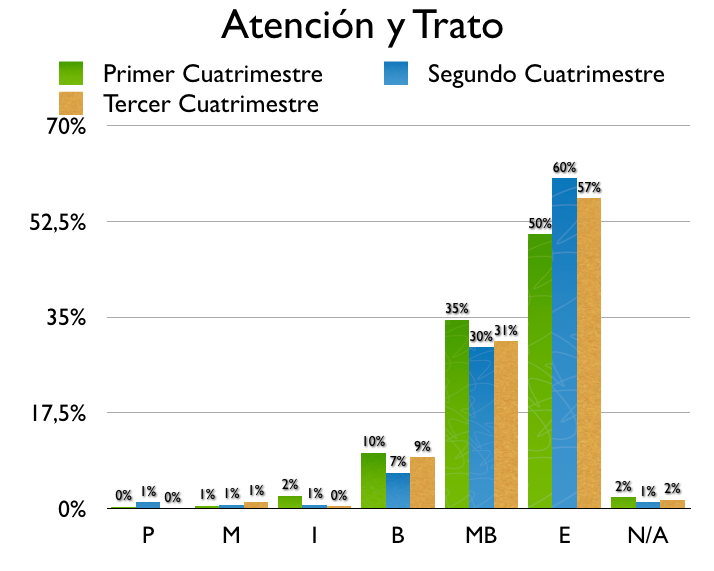 Atención y Trato
Primer Cuatrimestre Segundo Cuatrimestre
Tercer Cuatrimestre
70%
52,5%
35%
17,5%
0%
0% 1% 0%
1% 1% 1%
2% 1% 0%
10% 7% 9%
35% 30% 31%
50% 60% 57%
2% 1% 2%
P M I B MB E N/A